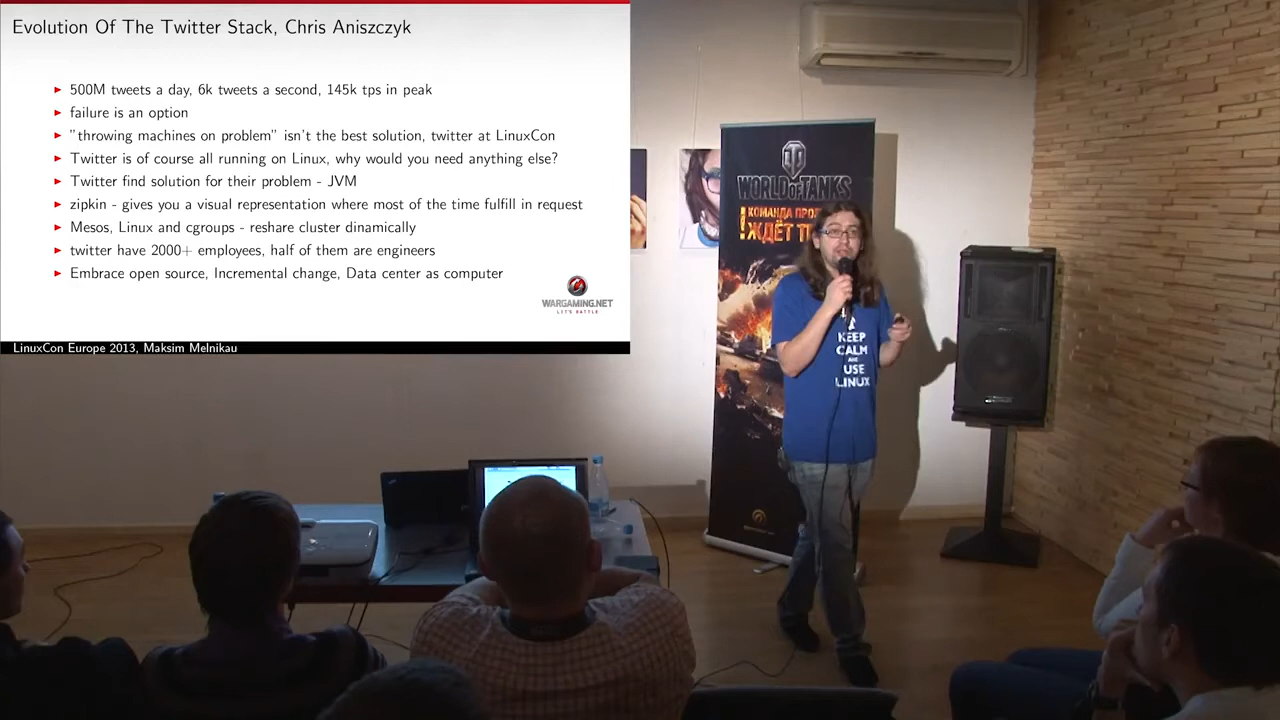 Evolution Of The Twitter Stack, Chris Aniszczyk
500M tweets a day, 6k tweets a second, 145k tps in peak
failure is an option
"throwing machines on problem" isn't the best solution, twitter at LinuxCon
Twitter is of course all running on Linux, why would you need anything else?
Twitter find solution for their problem - JVM
zipkin - gives you a visual representation where most of the time fulfill in request
Mesos, Linux and cgroups - reshare cluster dinamically
twitter have 2000+ employees, half of them are engineers
Embrace open source, Incremental change, Data center as computer
WARGAMING.NET
LET'S BATTLE
LinuxCon Europe 2013, Maksim Melnikau
WORLD OF TANKS
! КОМАНДА
ЖДЁТ
KEEP
CALM
AND
USE
LINUX